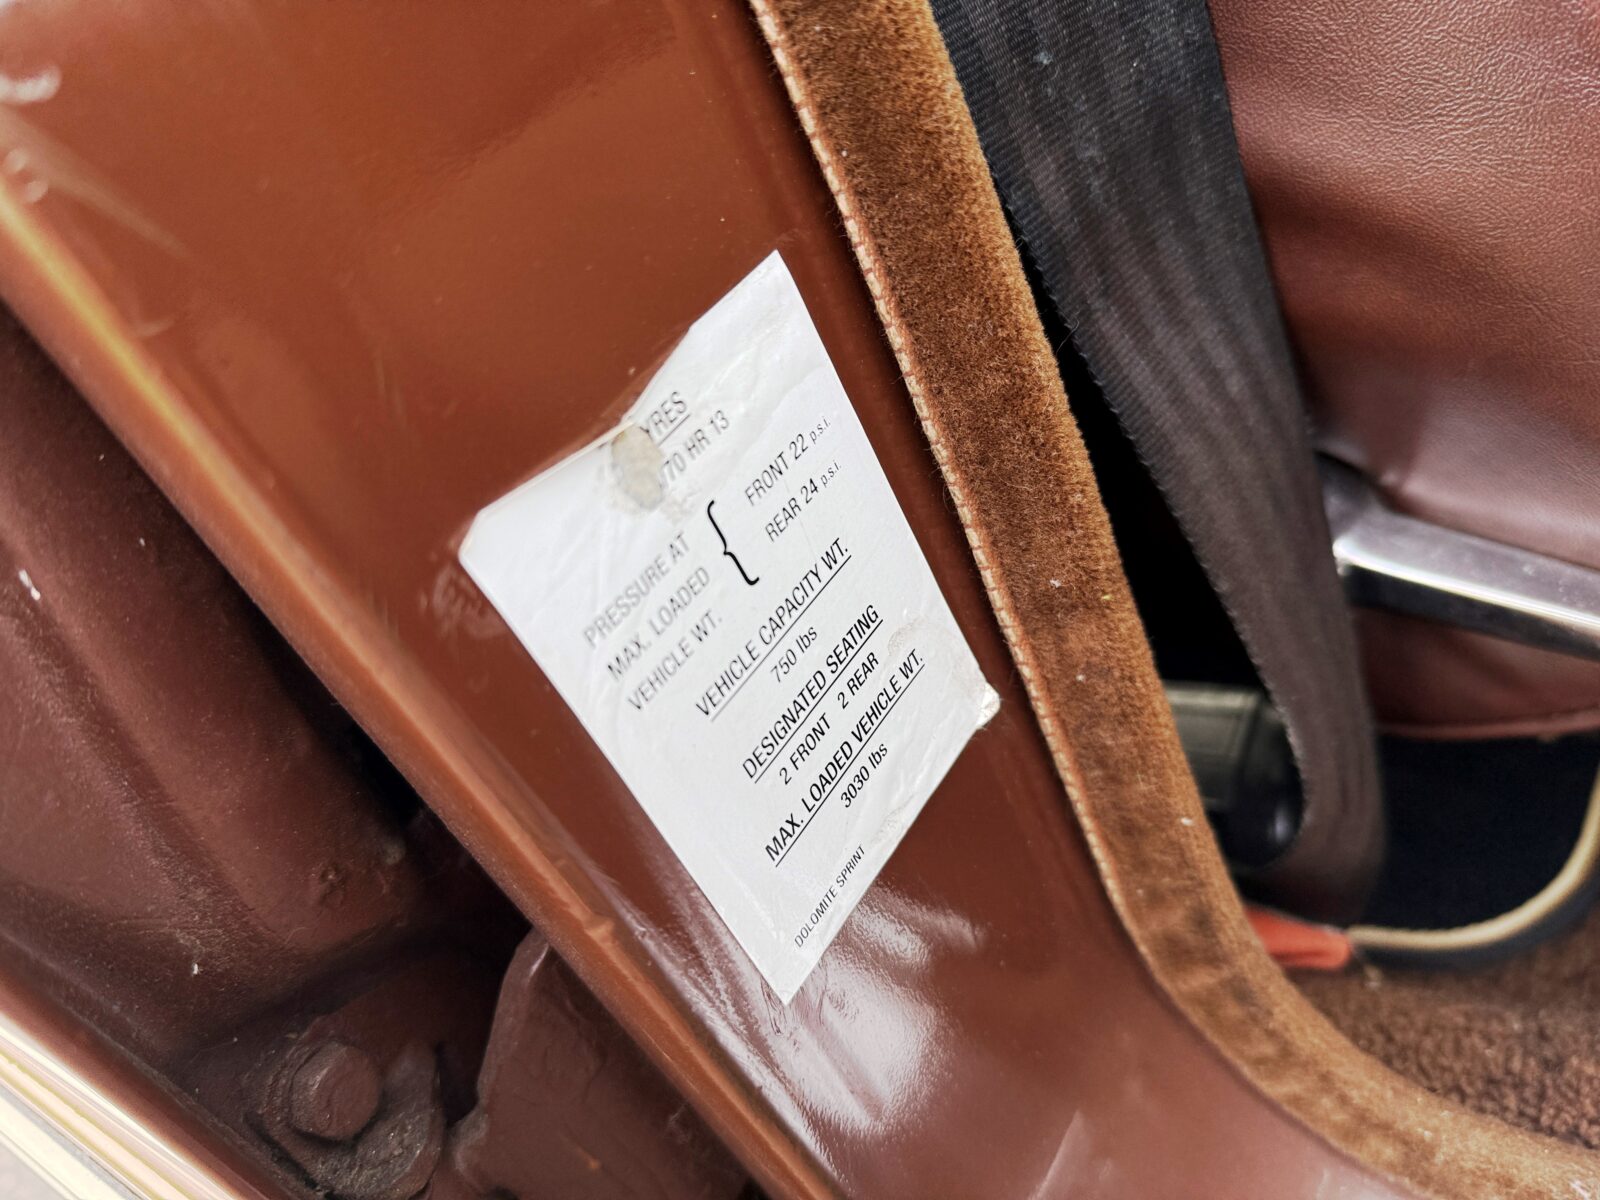 YRES
/70 HR 13
PRESSURE AT
MAX. LOADED
VEHICLE WT.
{
FRONT 22 p.s.i.
REAR 24 p.s.i.
VEHICLE CAPACITY WT.
750 lbs
DESIGNATED SEATING
2 FRONT 2 REAR
MAX. LOADED VEHICLE WT.
3030 lbs
DOLOMITE SPRINT